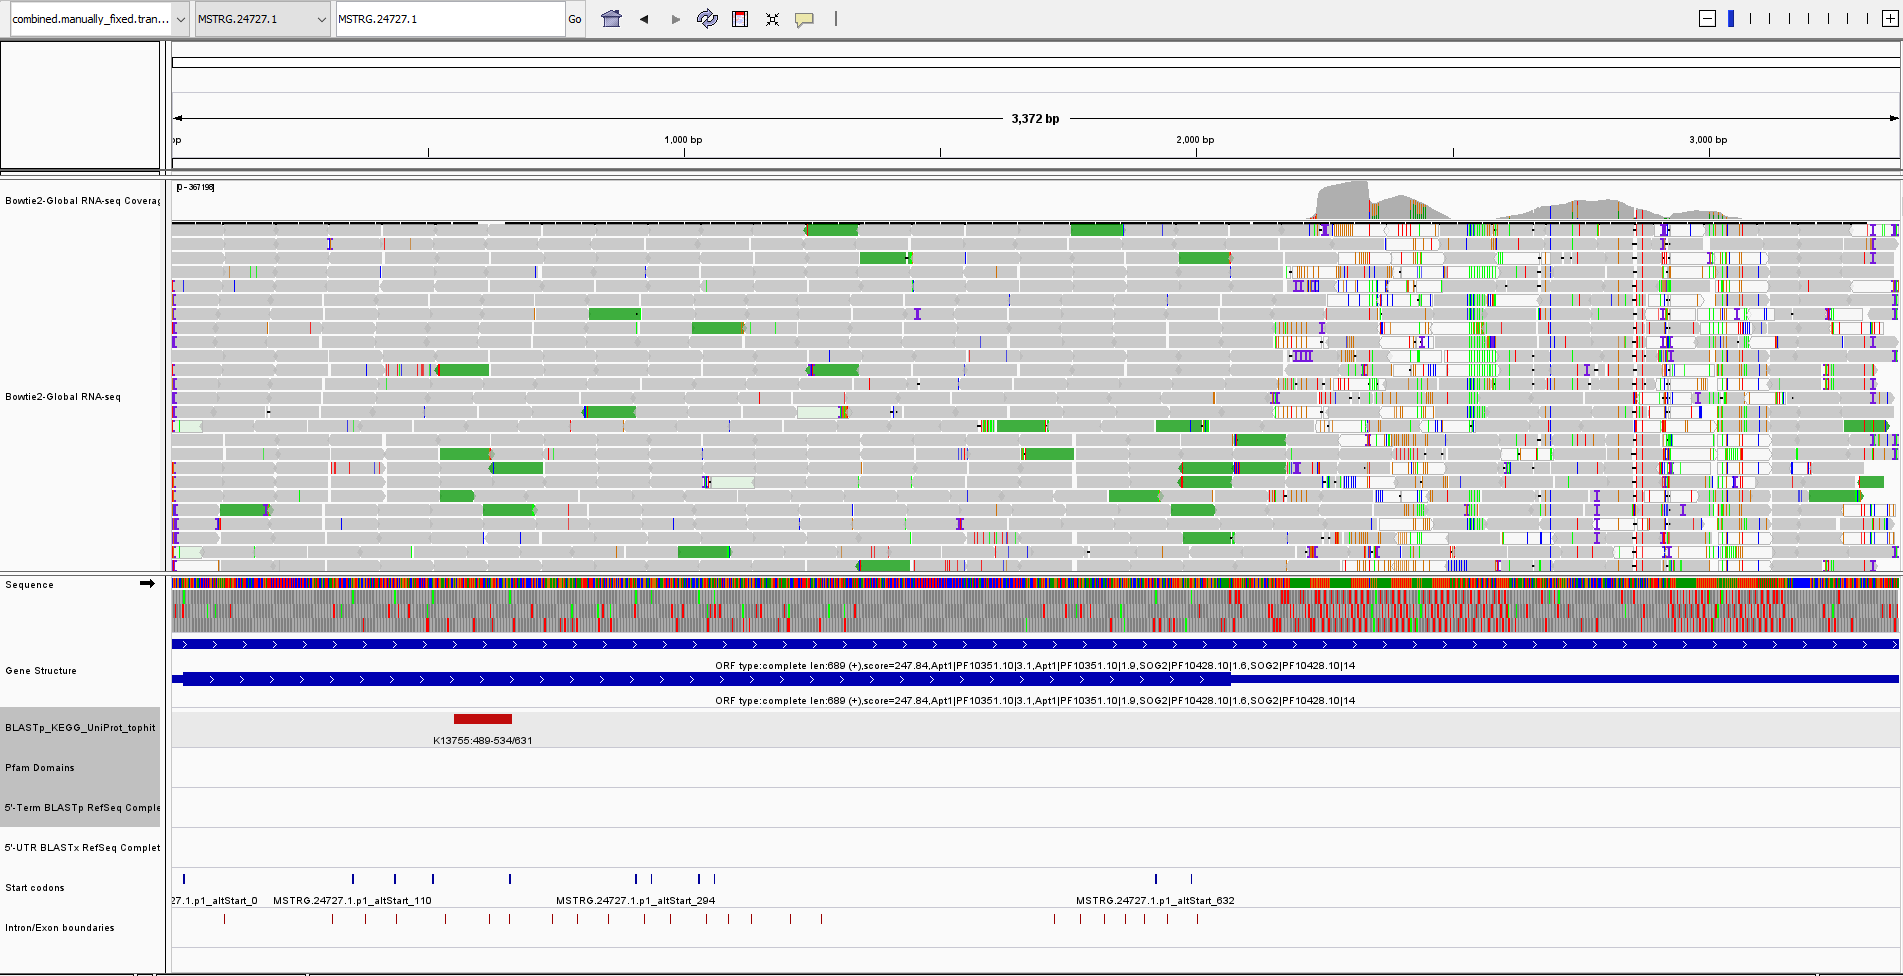 combined.manually_fixed.tran... MSTRG.24727.1 MSTRG.24727.1 Go
3,372 bp
bp 1,000 bp 2,000 bp 3,000 bp
[0 - 367198]
Bowtie2-Global RNA-seq Coverag
Bowtie2-Global RNA-seq
Sequence
ORF type:complete len:689 (+),score=247.84,Apt1|PF10351.10|3.1,Apt1|PF10351.10|1.9,SOG2|PF10428.10|1.6,SOG2|PF10428.10|14
Gene Structure
ORF type:complete len:689 (+),score=247.84,Apt1|PF10351.10|3.1,Apt1|PF10351.10|1.9,SOG2|PF10428.10|1.6,SOG2|PF10428.10|14
BLASTp_KEGG_UniProt_tophit
K13755:489-534/631
Pfam Domains
5'-Term BLASTp RefSeq Comple
5'-UTR BLASTx RefSeq Complet
Start codons
27.1.p1_altStart_0 MSTRG.24727.1.p1_altStart_110 MSTRG.24727.1.p1_altStart_294 MSTRG.24727.1.p1_altStart_632
Intron/Exon boundaries